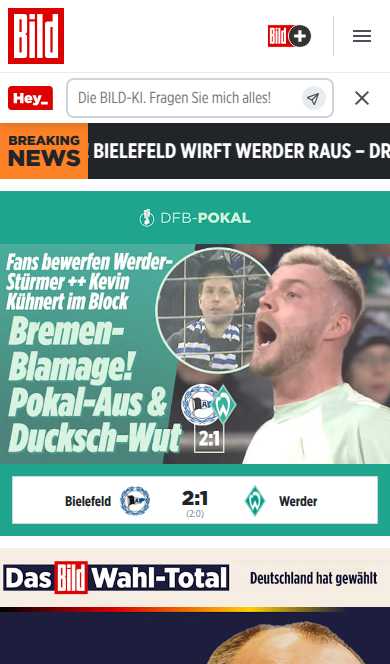 Bild
Bild
Hey_
Die BILD-KI. Fragen Sie mich alles!
BREAKING
NEWS
! BIELEFELD WIRFT WERDER RAUS – DR
DFB-POKAL
Fans bewerfen Werder-
Stürmer ++ Kevin
Kühnert im Block
Bremen-
Blamage!
Pokal-Aus &
Ducksch-Wut
2:1
Bielefeld 2:1 Werder
(2:0)
Das Bild Wahl-Total Deutschland hat gewählt